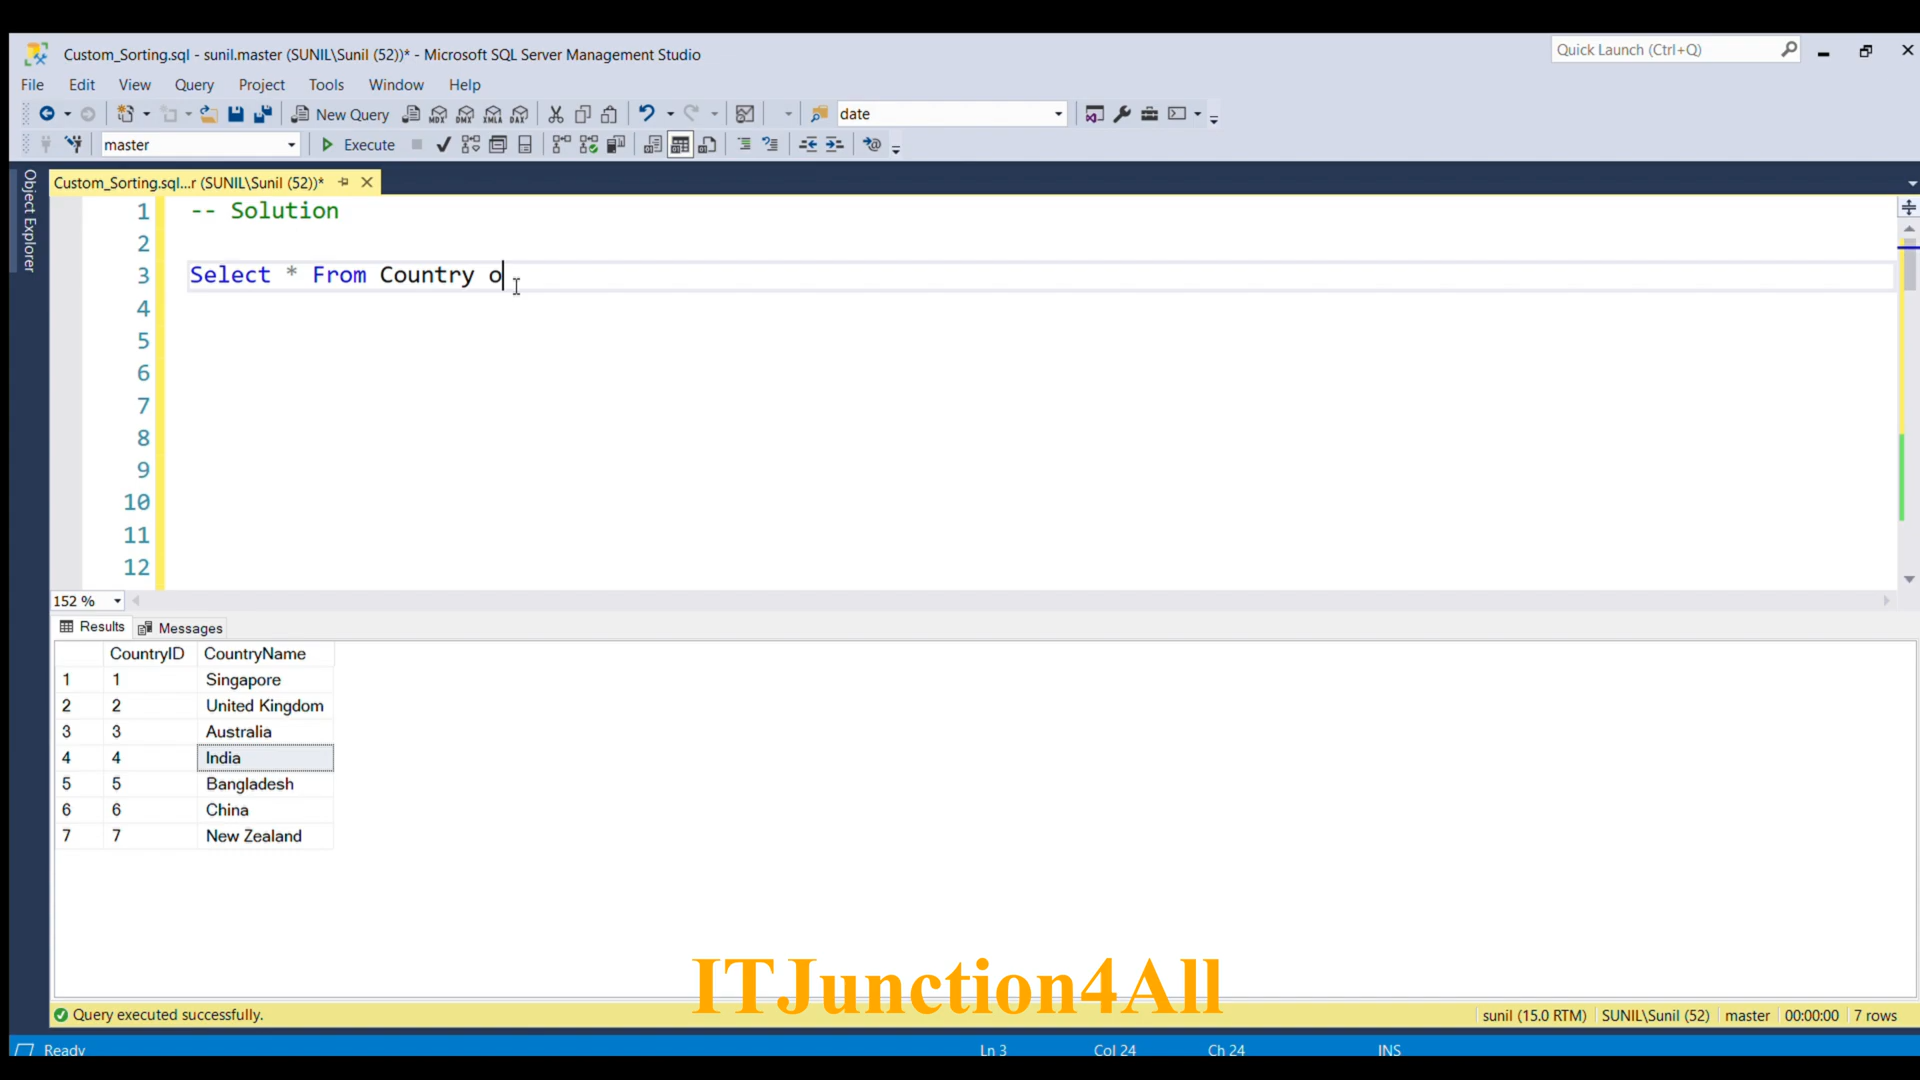 Custom_Sorting.sql - sunil.master (SUNIL\Sunil (52))* - Microsoft SQL Server Management Studio
Quick Launch (Ctrl+Q)
File Edit View Query Project Tools Window Help
New Query MDX DMX XMLA DAX date
master Execute
Object Explorer
Custom_Sorting.sql...r (SUNIL\Sunil (52))*
1 -- Solution
2
3 Select * From Country o
4
5
6
7
8
9
10
11
12
152 %
Results Messages
CountryID CountryName
1 1 Singapore
2 2 United Kingdom
3 3 Australia
4 4 India
5 5 Bangladesh
6 6 China
7 7 New Zealand
ITJunction4All
Query executed successfully. sunil (15.0 RTM) SUNIL\Sunil (52) master 00:00:00 7 rows
Ready Ln 3 Col 24 Ch 24 INS